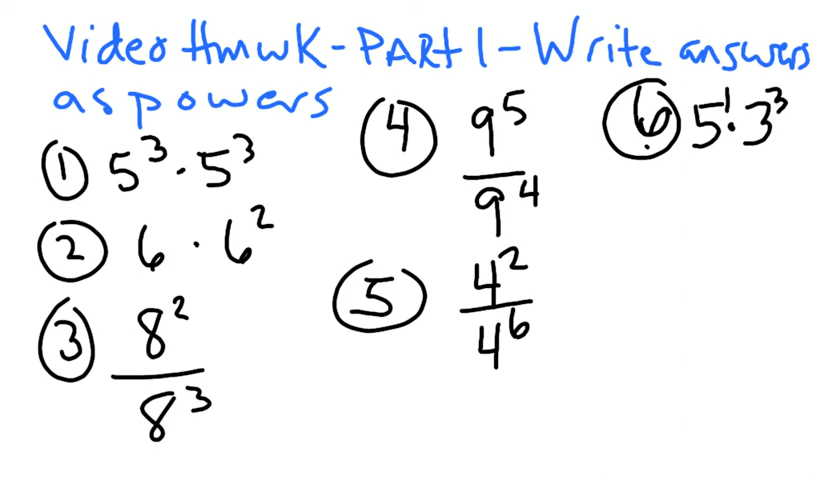 Video Hmwk - PART 1 - Write answers
as powers
① 5³ · 5³
② 6 · 6²
③ 8²/8³
④ 9⁵/9⁴
⑤ 4²/4⁶
⑥ 5¹ · 3³